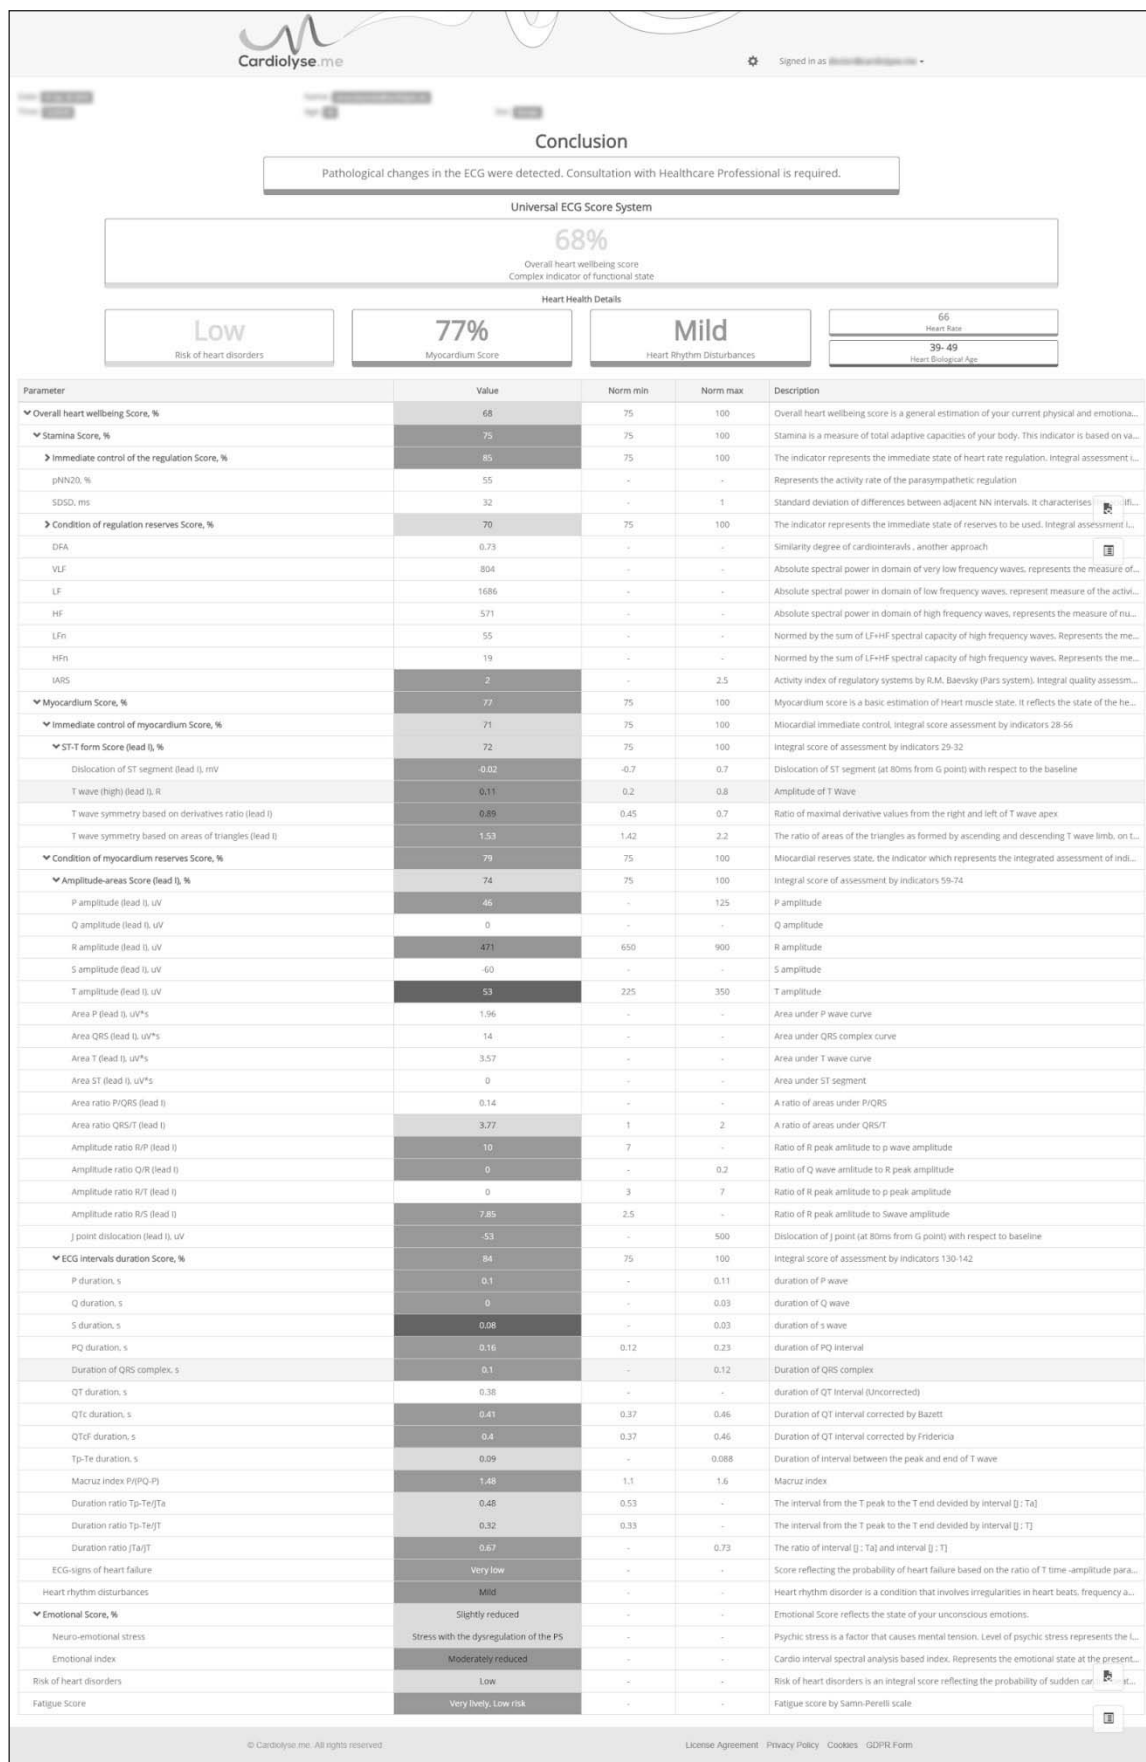 Cardiolyse.me
Signed in as
Conclusion
Pathological changes in the ECG were detected. Consultation with Healthcare Professional is required.
Universal ECG Score System
68%
Overall heart wellbeing score
Complex indicator of functional state
Heart Health Details
Low
Risk of heart disorders
77%
Myocardium Score
Mild
Heart Rhythm Disturbances
66
Heart Rate
39- 49
Heart Biological Age
Parameter Value Norm min Norm max Description
Overall heart wellbeing Score, % 68 75 100 Overall heart wellbeing score is a general estimation of your current physical and emotiona...
Stamina Score, % 75 75 100 Stamina is a measure of total adaptive capacities of your body. This indicator is based on va...
Immediate control of the regulation Score, % 85 75 100 The indicator represents the immediate state of heart rate regulation. Integral assessment i...
pNN20, % 55 - - Represents the activity rate of the parasympathetic regulation
SDSD, ms 32 - 1 Standard deviation of differences between adjacent NN intervals. It characterises
Condition of regulation reserves Score, % 70 75 100 The indicator represents the immediate state of reserves to be used. Integral assessment i...
DFA 0.73 - - Similarity degree of cardiointeravls , another approach
VLF 804 - - Absolute spectral power in domain of very low frequency waves, represents the measure of...
LF 1686 - - Absolute spectral power in domain of low frequency waves, represent measure of the activi...
HF 571 - - Absolute spectral power in domain of high frequency waves, represents the measure of nu...
LFn 55 - - Normed by the sum of LF+HF spectral capacity of high frequency waves. Represents the me...
HFn 19 - - Normed by the sum of LF+HF spectral capacity of high frequency waves. Represents the me...
IARS 2 - 2.5 Activity index of regulatory systems by R.M. Baevsky (Pars system). Integral quality assessm...
Myocardium Score, % 77 75 100 Myocardium score is a basic estimation of Heart muscle state. It reflects the state of the he...
Immediate control of myocardium Score, % 71 75 100 Miocardial immediate control, integral score assessment by indicators 28-56
ST-T form Score (lead I), % 72 75 100 Integral score of assessment by indicators 29-32
Dislocation of ST segment (lead I), mV -0.02 -0.7 0.7 Dislocation of ST segment (at 80ms from G point) with respect to the baseline
T wave (high) (lead I), R 0.11 0.2 0.8 Amplitude of T Wave
T wave symmetry based on derivatives ratio (lead I) 0.89 0.45 0.7 Ratio of maximal derivative values from the right and left of T wave apex
T wave symmetry based on areas of triangles (lead I) 1.53 1.42 2.2 The ratio of areas of the triangles as formed by ascending and descending T wave limb, on t...
Condition of myocardium reserves Score, % 79 75 100 Miocardial reserves state, the indicator which represents the integrated assessment of indi...
Amplitude-areas Score (lead I), % 74 75 100 Integral score of assessment by indicators 59-74
P amplitude (lead I), uV 46 - 125 P amplitude
Q amplitude (lead I), uV 0 - - Q amplitude
R amplitude (lead I), uV 471 650 900 R amplitude
S amplitude (lead I), uV -60 - - S amplitude
T amplitude (lead I), uV 53 225 350 T amplitude
Area P (lead I), uV*s 1.96 - - Area under P wave curve
Area QRS (lead I), uV*s 14 - - Area under QRS complex curve
Area T (lead I), uV*s 3.57 - - Area under T wave curve
Area ST (lead I), uV*s 0 - - Area under ST segment
Area ratio P/QRS (lead I) 0.14 - - A ratio of areas under P/QRS
Area ratio QRS/T (lead I) 3.77 1 2 A ratio of areas under QRS/T
Amplitude ratio R/P (lead I) 10 7 - Ratio of R peak amlitude to p wave amplitude
Amplitude ratio Q/R (lead I) 0 - 0.2 Ratio of Q wave amlitude to R peak amplitude
Amplitude ratio R/T (lead I) 0 3 7 Ratio of R peak amlitude to p peak amplitude
Amplitude ratio R/S (lead I) 7.85 2.5 - Ratio of R peak amlitude to Swave amplitude
J point dislocation (lead I), uV -53 - 500 Dislocation of J point (at 80ms from G point) with respect to baseline
ECG intervals duration Score, % 84 75 100 Integral score of assessment by indicators 130-142
P duration, s 0.1 - 0.11 duration of P wave
Q duration, s 0 - 0.03 duration of Q wave
S duration, s 0.08 - 0.03 duration of s wave
PQ duration, s 0.16 0.12 0.23 duration of PQ interval
Duration of QRS complex, s 0.1 - 0.12 Duration of QRS complex
QT duration, s 0.38 - - duration of QT Interval (Uncorrected)
QTc duration, s 0.41 0.37 0.46 Duration of QT interval corrected by Bazett
QTcF duration, s 0.4 0.37 0.46 Duration of QT interval corrected by Fridericia
Tp-Te duration, s 0.09 - 0.088 Duration of interval between the peak and end of T wave
Macruz index P/(PQ-P) 1.48 1.1 1.6 Macruz index
Duration ratio Tp-Te/JTa 0.48 0.53 - The interval from the T peak to the T end devided by interval [J ; Ta]
Duration ratio Tp-Te/JT 0.32 0.33 - The interval from the T peak to the T end devided by interval [J ; T]
Duration ratio JTa/JT 0.67 - 0.73 The ratio of interval [J ; Ta] and interval [J ; T]
ECG-signs of heart failure Very low - - Score reflecting the probability of heart failure based on the ratio of T time -amplitude para...
Heart rhythm disturbances Mild - - Heart rhythm disorder is a condition that involves irregularities in heart beats, frequency a...
Emotional Score, % Slightly reduced - - Emotional Score reflects the state of your unconscious emotions.
Neuro-emotional stress Stress with the dysregulation of the PS - - Psychic stress is a factor that causes mental tension. Level of psychic stress represents the l...
Emotional index Moderately reduced - - Cardio interval spectral analysis based index. Represents the emotional state at the present...
Risk of heart disorders Low - - Risk of heart disorders is an integral score reflecting the probability of sudden
Fatigue Score Very lively, Low risk - - Fatigue score by Samn-Perelli scale
© Cardiolyse.me. All rights reserved. License Agreement Privacy Policy Cookies GDPR Form